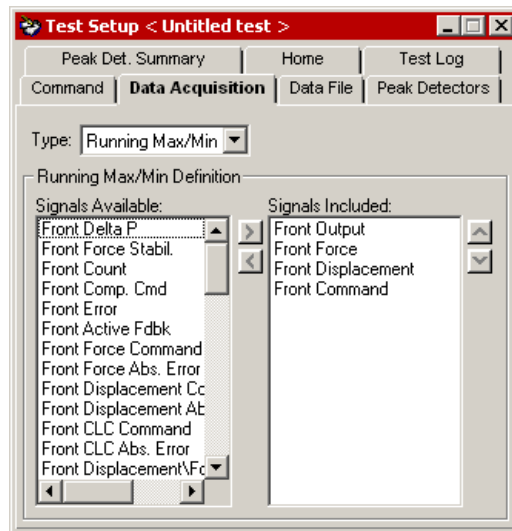 Test Setup < Untitled test >
Peak Det. Summary Home Test Log
Command Data Acquisition Data File Peak Detectors
Type: Running Max/Min
Running Max/Min Definition
Signals Available: Signals Included:
Front Delta P Front Output
Front Force Stabil. Front Force
Front Count Front Displacement
Front Comp. Cmd Front Command
Front Error
Front Active Fdbk
Front Force Command
Front Force Abs. Error
Front Displacement Cc
Front Displacement Ab
Front CLC Command
Front CLC Abs. Error
Front Displacement\Fc